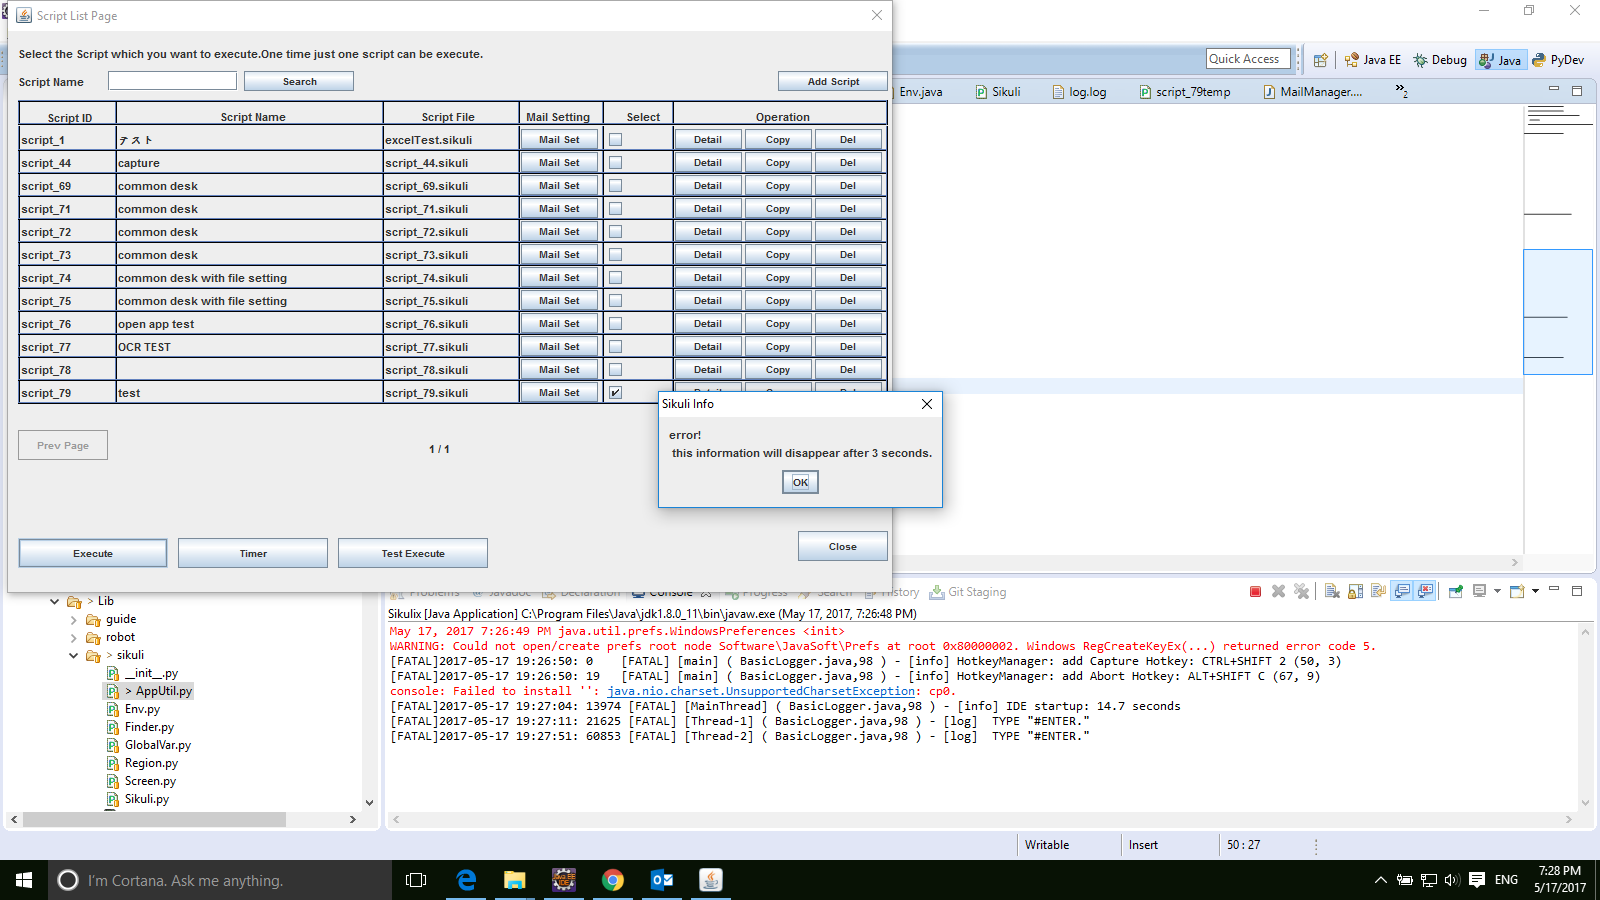 Script List Page
Select the Script which you want to execute.One time just one script can be execute.
Script Name Search Add Script
Script ID Script Name Script File Mail Setting Select Operation
script_1 テスト excelTest.sikuli Mail Set Detail Copy Del
script_44 capture script_44.sikuli Mail Set Detail Copy Del
script_69 common desk script_69.sikuli Mail Set Detail Copy Del
script_71 common desk script_71.sikuli Mail Set Detail Copy Del
script_72 common desk script_72.sikuli Mail Set Detail Copy Del
script_73 common desk script_73.sikuli Mail Set Detail Copy Del
script_74 common desk with file setting script_74.sikuli Mail Set Detail Copy Del
script_75 common desk with file setting script_75.sikuli Mail Set Detail Copy Del
script_76 open app test script_76.sikuli Mail Set Detail Copy Del
script_77 OCR TEST script_77.sikuli Mail Set Detail Copy Del
script_78 script_78.sikuli Mail Set Detail Copy Del
script_79 test script_79.sikuli Mail Set
Prev Page 1 / 1
Execute Timer Test Execute Close
Sikuli Info
error!
this information will disappear after 3 seconds.
OK
Quick Access Java EE Debug Java PyDev
Env.java Sikuli log.log script_79temp MailManager.... »2
> Lib
guide
robot
> sikuli
__init__.py
> AppUtil.py
Env.py
Finder.py
GlobalVar.py
Region.py
Screen.py
Sikuli.py
Problems @ Javadoc Declaration Console Progress Search History Git Staging
Sikulix [Java Application] C:\Program Files\Java\jdk1.8.0_11\bin\javaw.exe (May 17, 2017, 7:26:48 PM)
May 17, 2017 7:26:49 PM java.util.prefs.WindowsPreferences <init>
WARNING: Could not open/create prefs root node Software\JavaSoft\Prefs at root 0x80000002. Windows RegCreateKeyEx(...) returned error code 5.
[FATAL]2017-05-17 19:26:50: 0 [FATAL] [main] ( BasicLogger.java,98 ) - [info] HotkeyManager: add Capture Hotkey: CTRL+SHIFT 2 (50, 3)
[FATAL]2017-05-17 19:26:50: 19 [FATAL] [main] ( BasicLogger.java,98 ) - [info] HotkeyManager: add Abort Hotkey: ALT+SHIFT C (67, 9)
console: Failed to install '': java.nio.charset.UnsupportedCharsetException: cp0.
[FATAL]2017-05-17 19:27:04: 13974 [FATAL] [MainThread] ( BasicLogger.java,98 ) - [info] IDE startup: 14.7 seconds
[FATAL]2017-05-17 19:27:11: 21625 [FATAL] [Thread-1] ( BasicLogger.java,98 ) - [log] TYPE "#ENTER."
[FATAL]2017-05-17 19:27:51: 60853 [FATAL] [Thread-2] ( BasicLogger.java,98 ) - [log] TYPE "#ENTER."
Writable Insert 50 : 27
I'm Cortana. Ask me anything.
ENG
7:28 PM
5/17/2017